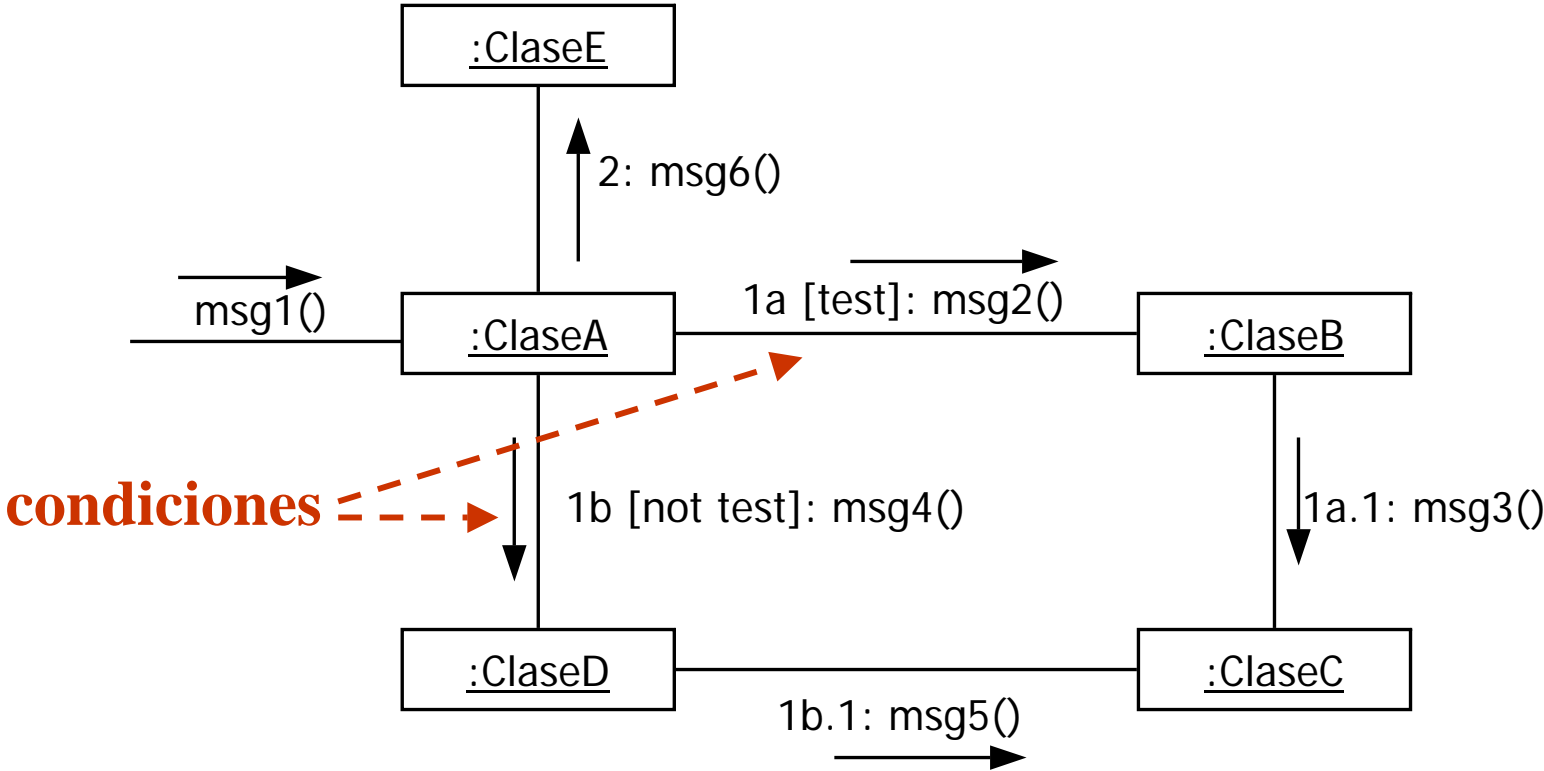 :ClaseE
2: msg6()
msg1()
1a [test]: msg2()
:ClaseA
:ClaseB
condiciones
1b [not test]: msg4()
1a.1: msg3()
:ClaseD
:ClaseC
1b.1: msg5()